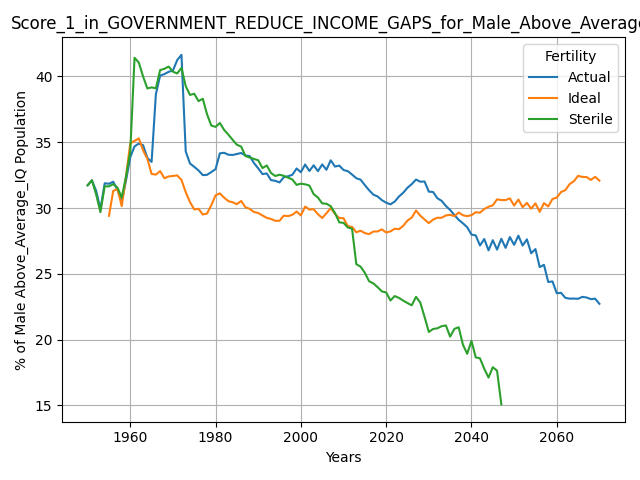 Score_1_in_GOVERNMENT_REDUCE_INCOME_GAPS_for_Male_Above_Average
Fertility
Actual
Ideal
Sterile
% of Male Above_Average_IQ Population
40
35
30
25
20
15
1960 1980 2000 2020 2040 2060
Years